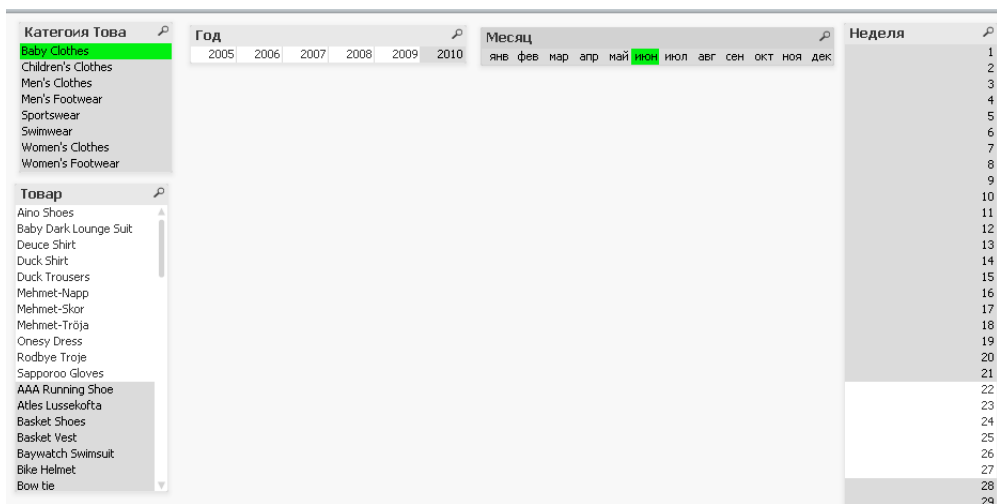 Категоия Това
Baby Clothes
Children's Clothes
Men's Clothes
Men's Footwear
Sportswear
Swimwear
Women's Clothes
Women's Footwear
Товар
Aino Shoes
Baby Dark Lounge Suit
Deuce Shirt
Duck Shirt
Duck Trousers
Mehmet-Napp
Mehmet-Skor
Mehmet-Tröja
Onesy Dress
Rodbye Troje
Sapporoo Gloves
AAA Running Shoe
Atles Lussekofta
Basket Shoes
Basket Vest
Baywatch Swimsuit
Bike Helmet
Bow tie
Год
2005 2006 2007 2008 2009 2010
Месяц
янв фев мар апр май июн июл авг сен окт ноя дек
Неделя
1
2
3
4
5
6
7
8
9
10
11
12
13
14
15
16
17
18
19
20
21
22
23
24
25
26
27
28
29